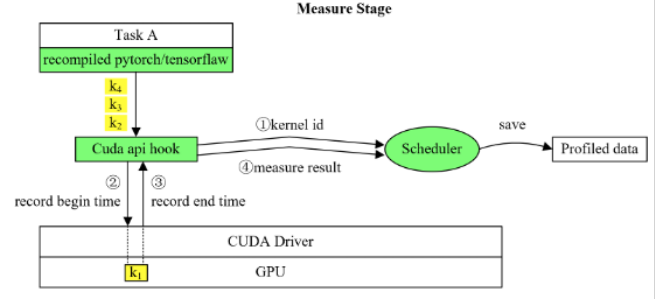 Measure Stage
Task A
recompiled pytorch/tensorflaw
k₄
k₃
k₂
①kernel id
Cuda api hook
Scheduler
save
Profiled data
④measure result
② ③
record begin time record end time
CUDA Driver
k₁ GPU